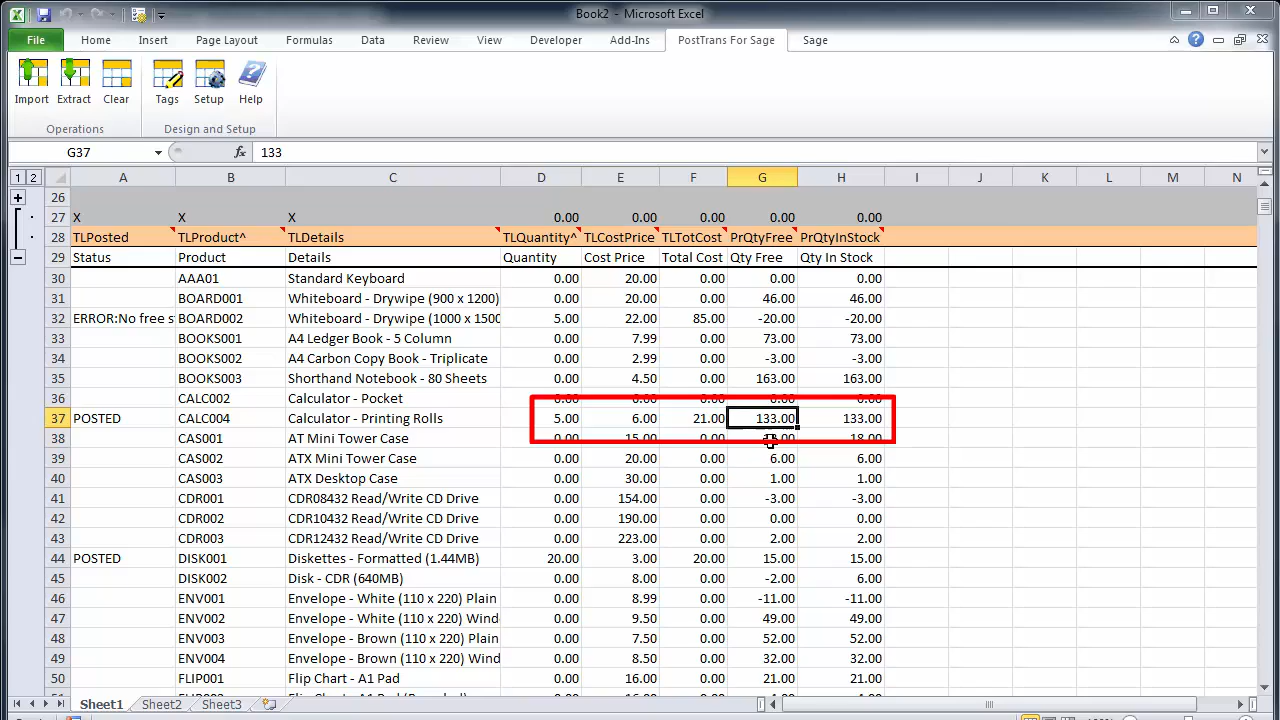 Book2 - Microsoft Excel
File Home Insert Page Layout Formulas Data Review View Developer Add-Ins PostTrans For Sage Sage
Import Extract Clear Tags Setup Help
Operations Design and Setup
G37 fx 133
1 2 A B C D E F G H I J K L M N
26
27 X X X 0.00 0.00 0.00 0.00 0.00
28 TLPosted TLProduct^ TLDetails TLQuantity^ TLCostPrice TLTotCost PrQtyFree PrQtyInStock
29 Status Product Details Quantity Cost Price Total Cost Qty Free Qty In Stock
30 AAA01 Standard Keyboard 0.00 20.00 0.00 0.00 0.00
31 BOARD001 Whiteboard - Drywipe (900 x 1200) 0.00 20.00 0.00 46.00 46.00
32 ERROR:No free s BOARD002 Whiteboard - Drywipe (1000 x 1500 5.00 22.00 85.00 -20.00 -20.00
33 BOOKS001 A4 Ledger Book - 5 Column 0.00 7.99 0.00 73.00 73.00
34 BOOKS002 A4 Carbon Copy Book - Triplicate 0.00 2.99 0.00 -3.00 -3.00
35 BOOKS003 Shorthand Notebook - 80 Sheets 0.00 4.50 0.00 163.00 163.00
36 CALC002 Calculator - Pocket 0.00 0.00 0.00 0.00 0.00
37 POSTED CALC004 Calculator - Printing Rolls 5.00 6.00 21.00 133.00 133.00
38 CAS001 AT Mini Tower Case 0.00 15.00 0.00 18.00
39 CAS002 ATX Mini Tower Case 0.00 20.00 0.00 6.00 6.00
40 CAS003 ATX Desktop Case 0.00 30.00 0.00 1.00 1.00
41 CDR001 CDR08432 Read/Write CD Drive 0.00 154.00 0.00 -3.00 -3.00
42 CDR002 CDR10432 Read/Write CD Drive 0.00 190.00 0.00 0.00 0.00
43 CDR003 CDR12432 Read/Write CD Drive 0.00 223.00 0.00 2.00 2.00
44 POSTED DISK001 Diskettes - Formatted (1.44MB) 20.00 3.00 20.00 15.00 15.00
45 DISK002 Disk - CDR (640MB) 0.00 8.00 0.00 -2.00 6.00
46 ENV001 Envelope - White (110 x 220) Plain 0.00 8.99 0.00 -11.00 -11.00
47 ENV002 Envelope - White (110 x 220) Wind 0.00 9.50 0.00 49.00 49.00
48 ENV003 Envelope - Brown (110 x 220) Plain 0.00 7.50 0.00 52.00 52.00
49 ENV004 Envelope - Brown (110 x 220) Wind 0.00 8.50 0.00 32.00 32.00
50 FLIP001 Flip Chart - A1 Pad 0.00 16.00 0.00 21.00 21.00
Sheet1 Sheet2 Sheet3